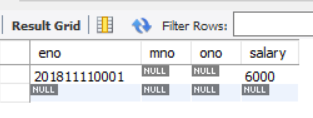 Result Grid Filter Rows:
eno mno ono salary
201811110001 NULL NULL 6000
NULL NULL NULL NULL